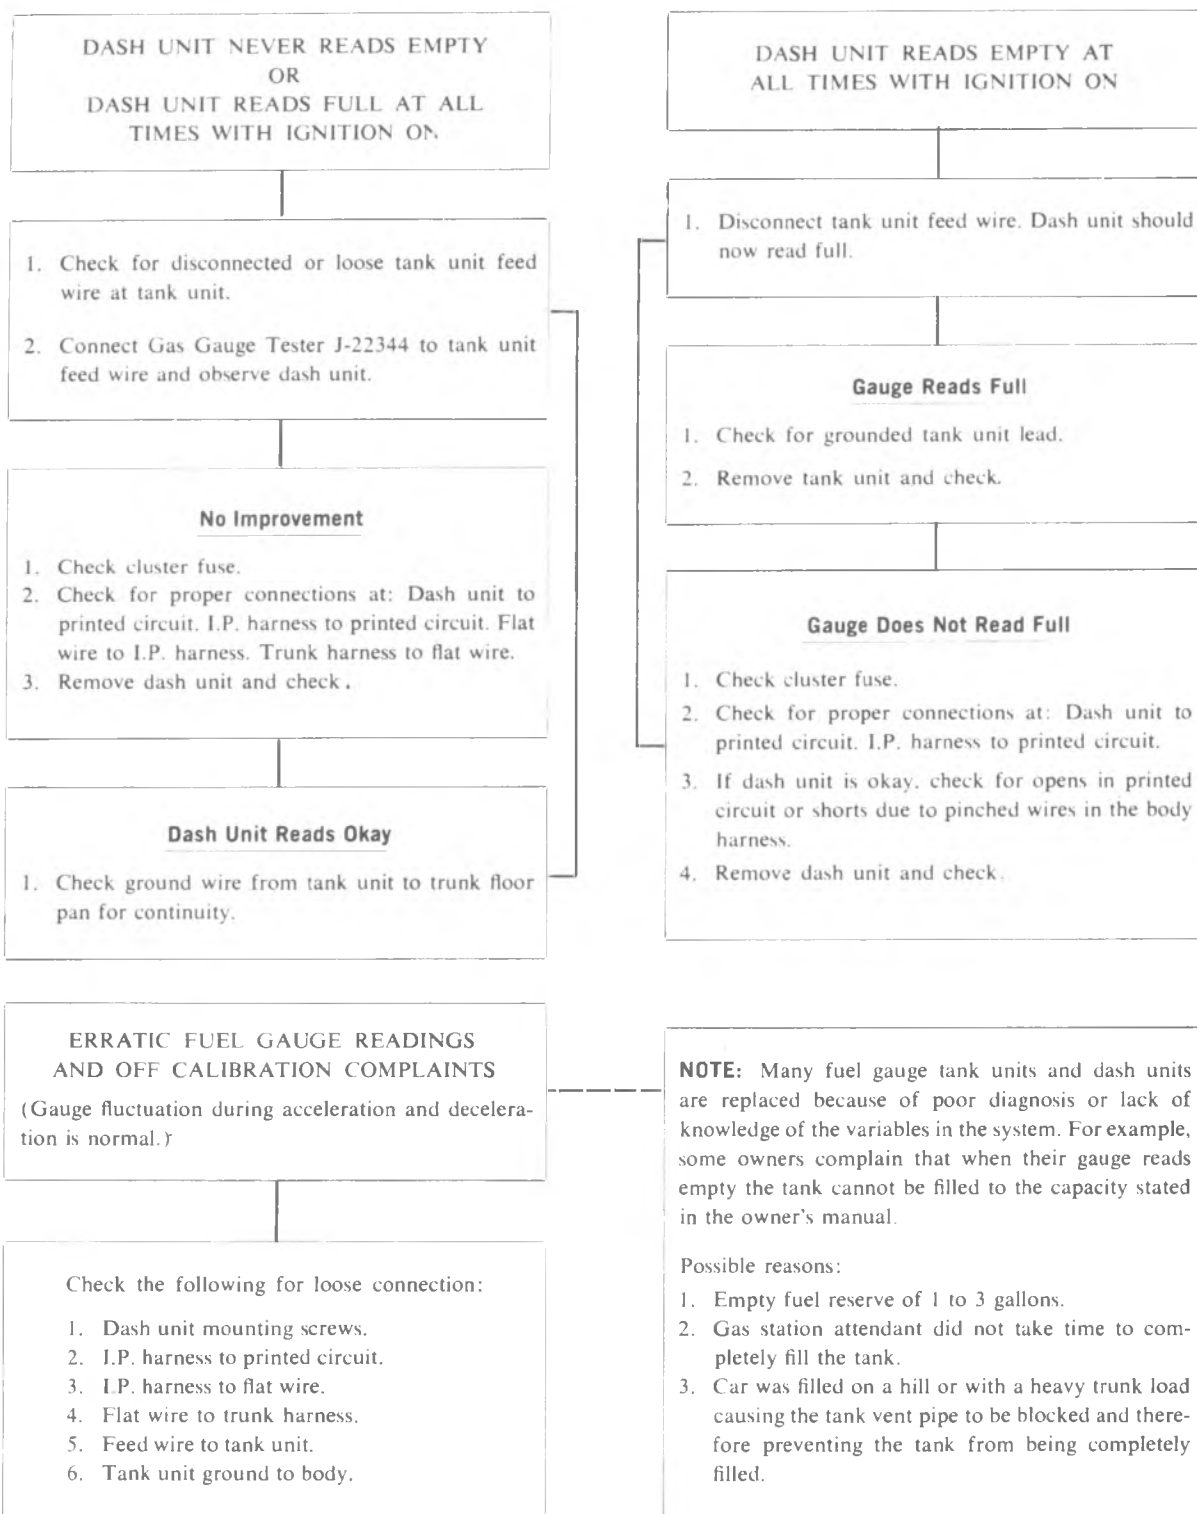 DASH UNIT NEVER READS EMPTY
OR
DASH UNIT READS FULL AT ALL
TIMES WITH IGNITION ON.
1. Check for disconnected or loose tank unit feed
wire at tank unit.
2. Connect Gas Gauge Tester J-22344 to tank unit
feed wire and observe dash unit.
No Improvement
1. Check cluster fuse.
2. Check for proper connections at: Dash unit to
printed circuit. I.P. harness to printed circuit. Flat
wire to I.P. harness. Trunk harness to flat wire.
3. Remove dash unit and check.
Dash Unit Reads Okay
1. Check ground wire from tank unit to trunk floor
pan for continuity.
DASH UNIT READS EMPTY AT
ALL TIMES WITH IGNITION ON
1. Disconnect tank unit feed wire. Dash unit should
now read full.
Gauge Reads Full
1. Check for grounded tank unit lead.
2. Remove tank unit and check.
Gauge Does Not Read Full
1. Check cluster fuse.
2. Check for proper connections at: Dash unit to
printed circuit. I.P. harness to printed circuit.
3. If dash unit is okay, check for opens in printed
circuit or shorts due to pinched wires in the body
harness.
4. Remove dash unit and check.
ERRATIC FUEL GAUGE READINGS
AND OFF CALIBRATION COMPLAINTS
(Gauge fluctuation during acceleration and decelera-
tion is normal.)
Check the following for loose connection:
1. Dash unit mounting screws.
2. I.P. harness to printed circuit.
3. I.P. harness to flat wire.
4. Flat wire to trunk harness.
5. Feed wire to tank unit.
6. Tank unit ground to body.
NOTE: Many fuel gauge tank units and dash units
are replaced because of poor diagnosis or lack of
knowledge of the variables in the system. For example,
some owners complain that when their gauge reads
empty the tank cannot be filled to the capacity stated
in the owner's manual.
Possible reasons:
1. Empty fuel reserve of 1 to 3 gallons.
2. Gas station attendant did not take time to com-
pletely fill the tank.
3. Car was filled on a hill or with a heavy trunk load
causing the tank vent pipe to be blocked and there-
fore preventing the tank from being completely
filled.